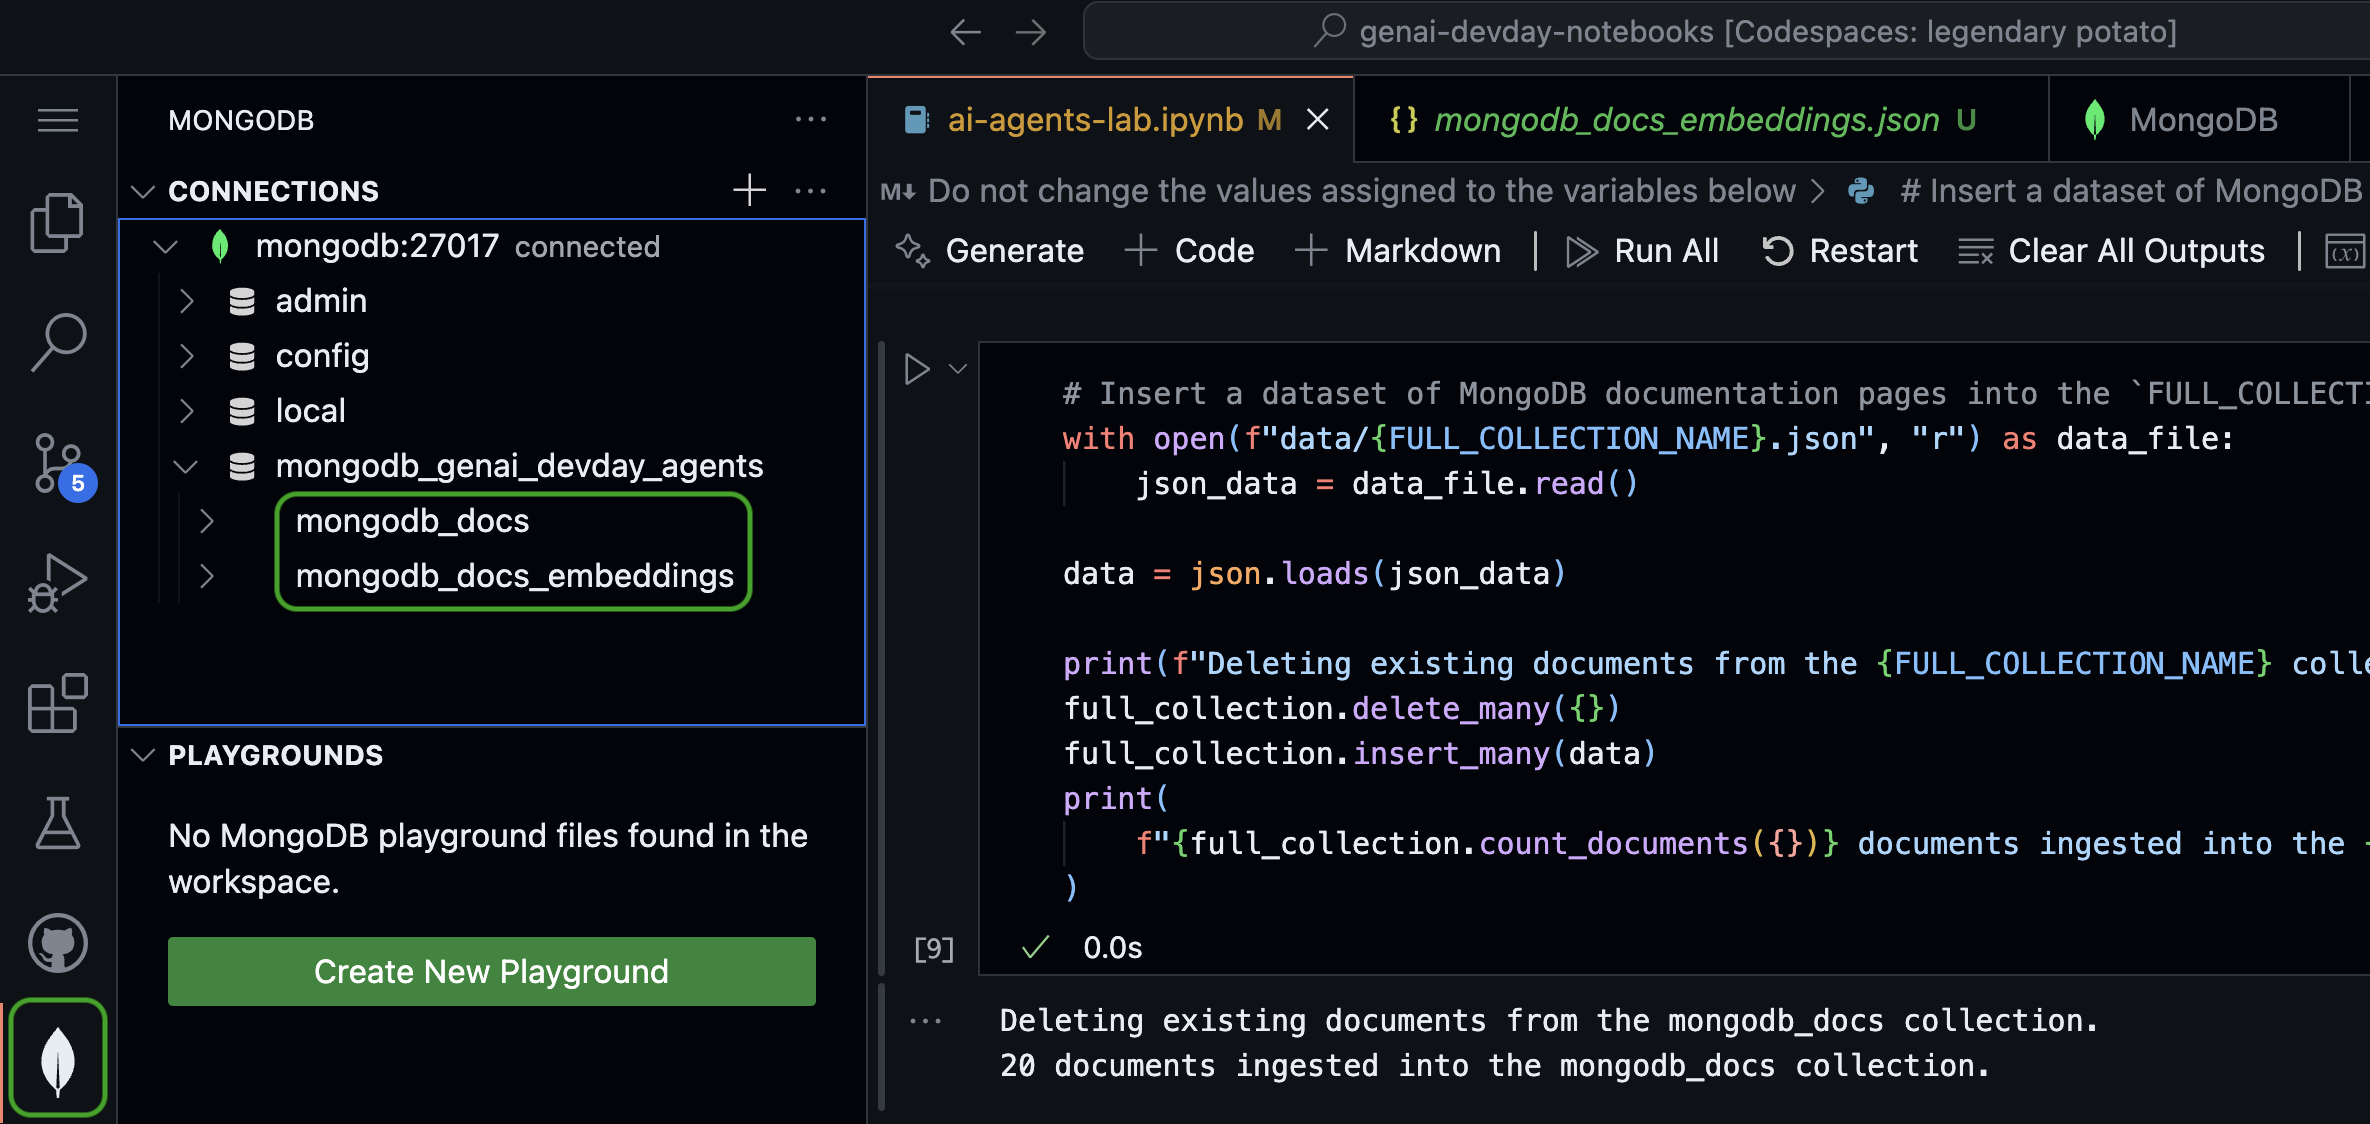 genai-devday-notebooks [Codespaces: legendary potato]
MONGODB
CONNECTIONS
mongodb:27017 connected
admin
config
local
mongodb_genai_devday_agents
mongodb_docs
mongodb_docs_embeddings
PLAYGROUNDS
No MongoDB playground files found in the
workspace.
Create New Playground
5
ai-agents-lab.ipynb M
{} mongodb_docs_embeddings.json U
MongoDB
M↓ Do not change the values assigned to the variables below > # Insert a dataset of MongoDB
Generate + Code + Markdown | Run All Restart Clear All Outputs | (x)
# Insert a dataset of MongoDB documentation pages into the `FULL_COLLECTI
with open(f"data/{FULL_COLLECTION_NAME}.json", "r") as data_file:
json_data = data_file.read()
data = json.loads(json_data)
print(f"Deleting existing documents from the {FULL_COLLECTION_NAME} colle
full_collection.delete_many({})
full_collection.insert_many(data)
print(
f"{full_collection.count_documents({})} documents ingested into the {
)
[9] 0.0s
Deleting existing documents from the mongodb_docs collection.
20 documents ingested into the mongodb_docs collection.